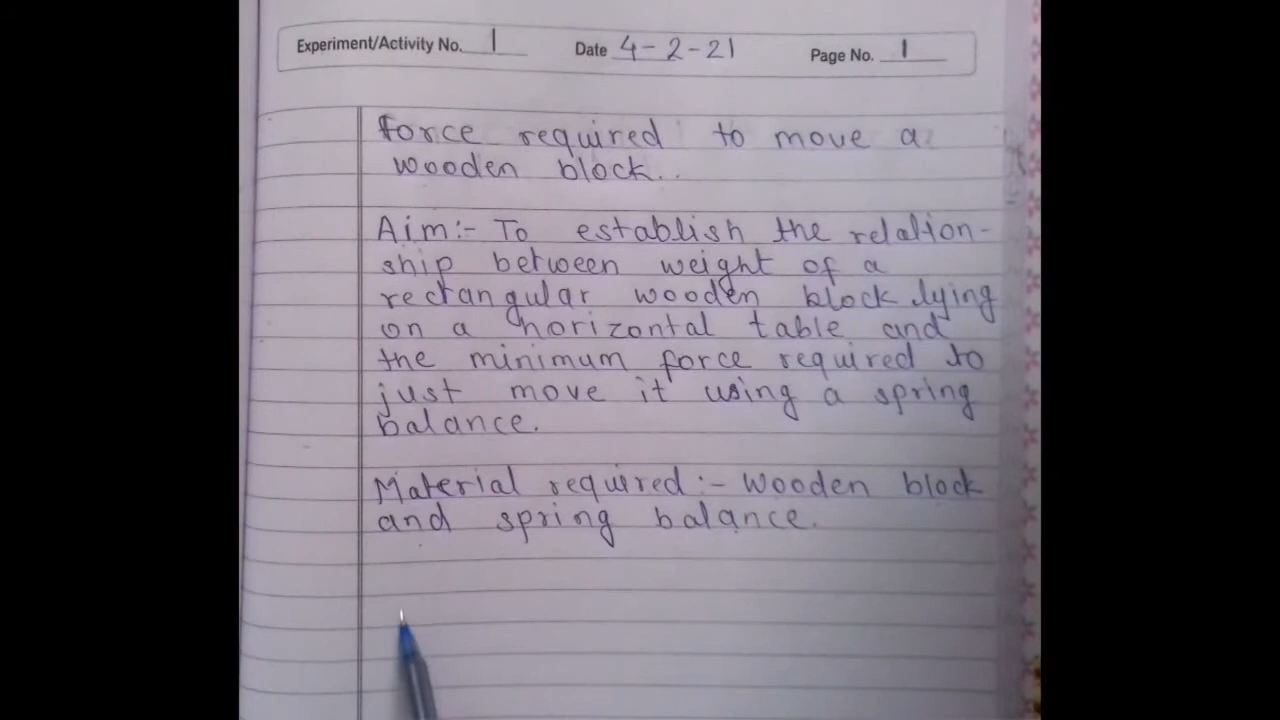 Experiment/Activity No. 1 Date 4-2-21 Page No. 1
Force required to move a
wooden block..
Aim:- To establish the relation-
ship between weight of a
rectangular wooden block lying
on a horizontal table and
the minimum force required to
just move it using a spring
balance.
Material required:- wooden block
and spring balance.